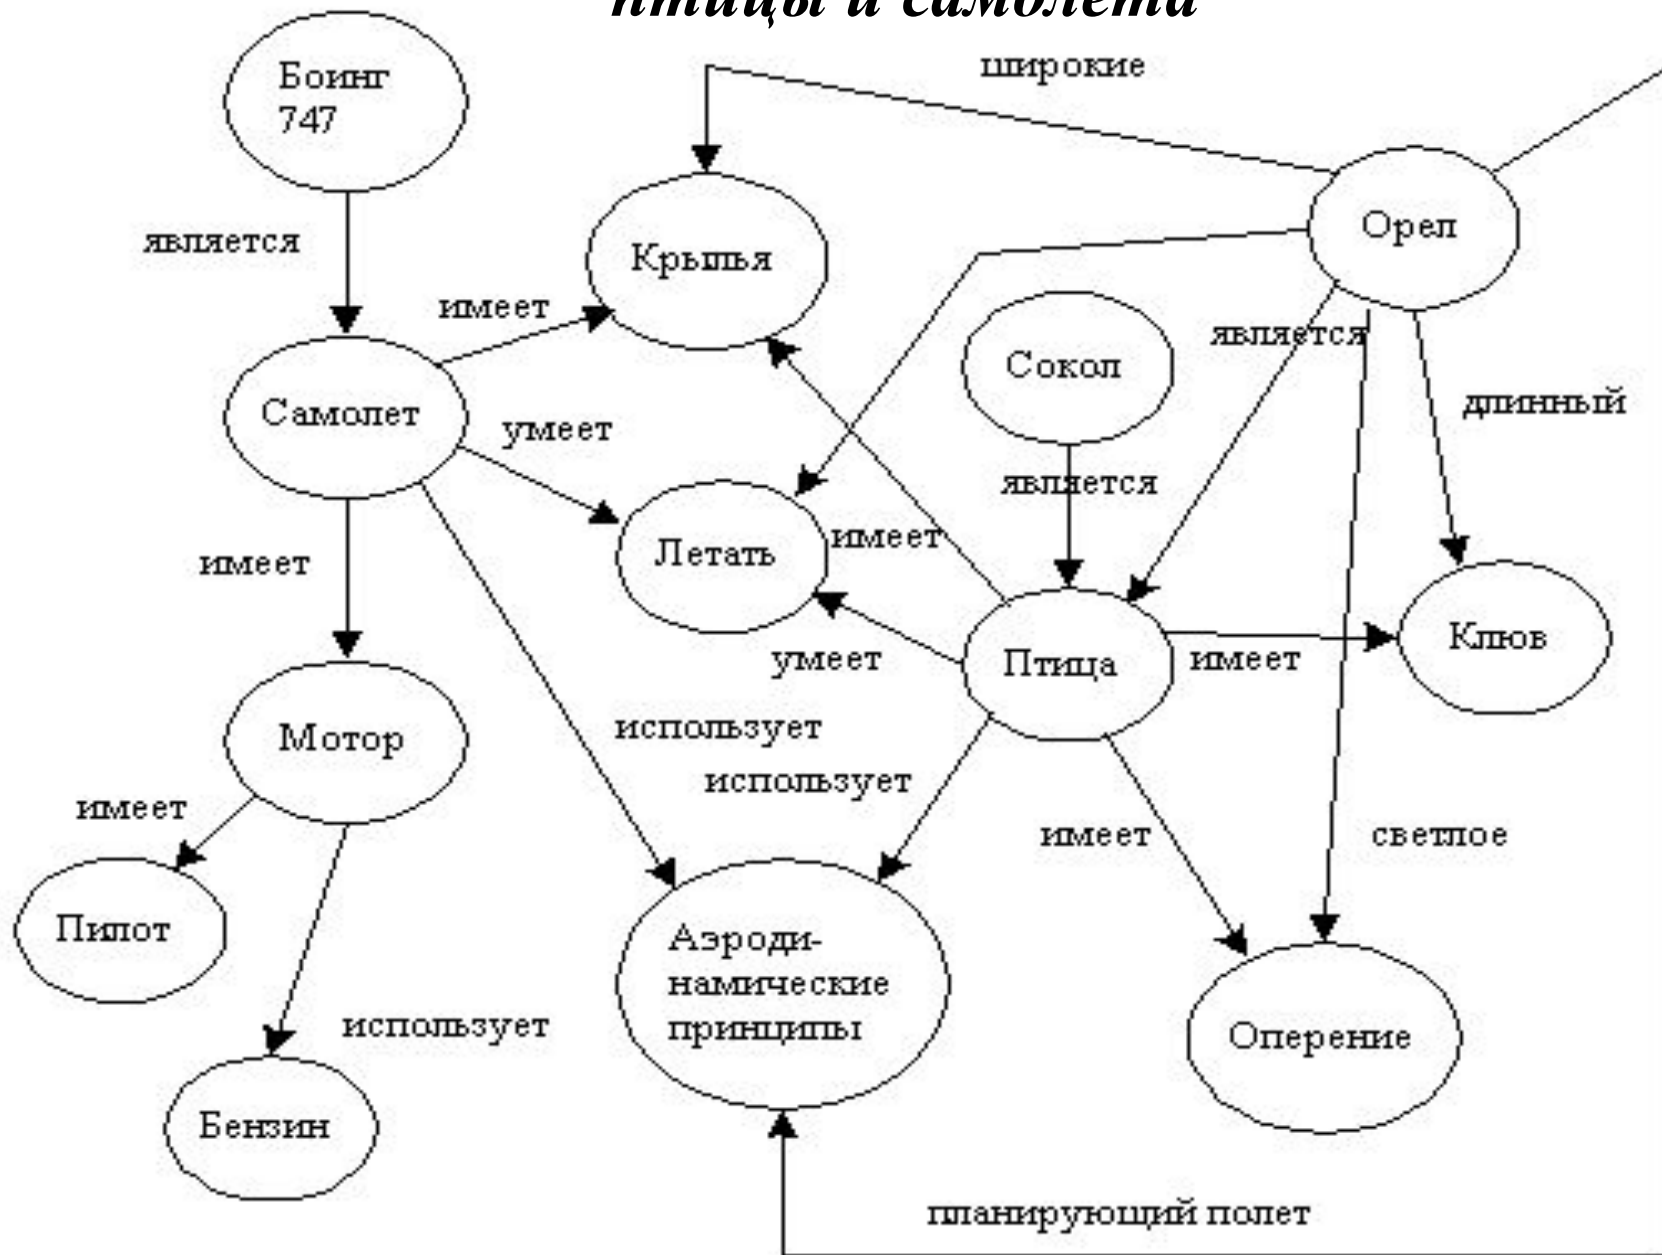 птицы и самолета
широкие
Боинг
747
Орел
является
Крылья
имеет
является
Сокол
длинный
Самолет
умеет
является
имеет
Летать
имеет
умеет
Птица
имеет
Клюв
Мотор
использует
использует
имеет
имеет
светлое
Пилот
Аэроди-
намические
принципы
использует
Оперение
Бензин
планирующий полет